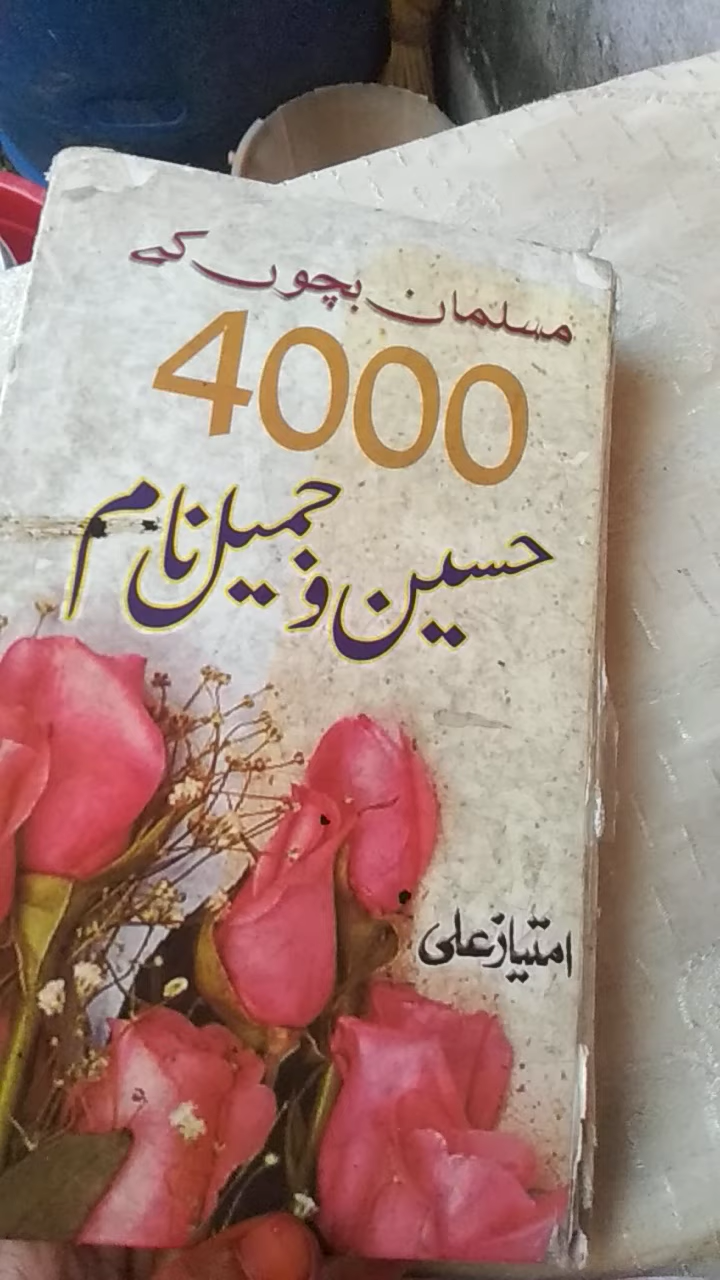 مسلمان بچوں کے
4000
حسین و جمیل نام
امتیاز علی